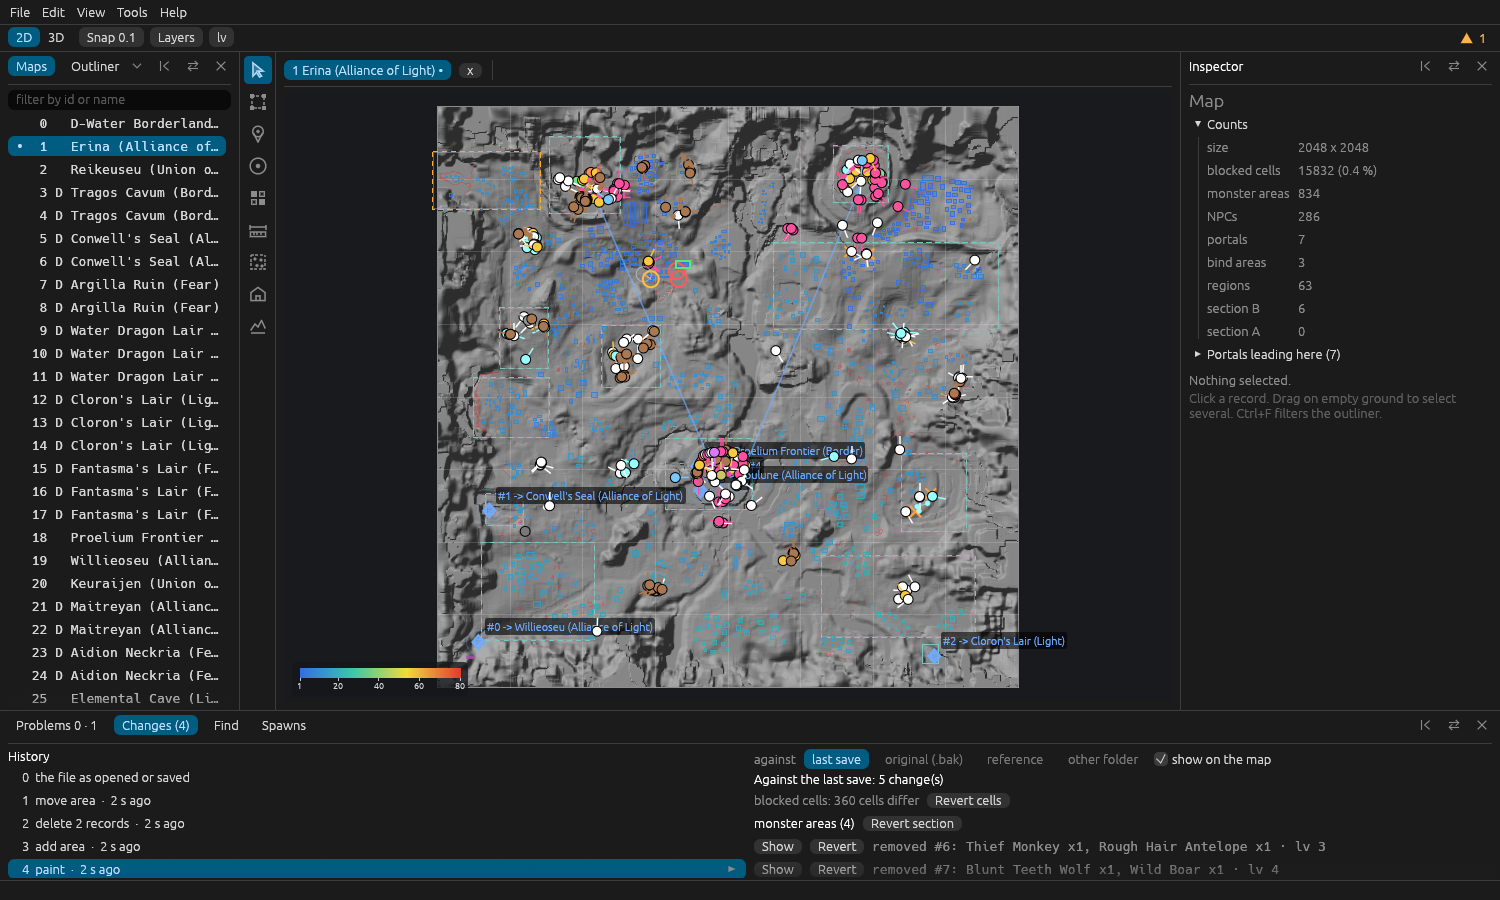 File Edit View Tools Help
2D 3D Snap 0.1 Layers lv 1
Maps Outliner
1 Erina (Alliance of Light) • x
Inspector
filter by id or name
0 D-Water Borderland…
• 1 Erina (Alliance of…
2 Reikeuseu (Union o…
3 D Tragos Cavum (Bord…
4 D Tragos Cavum (Bord…
5 D Conwell's Seal (Al…
6 D Conwell's Seal (Al…
7 D Argilla Ruin (Fear)
8 D Argilla Ruin (Fear)
9 D Water Dragon Lair …
10 D Water Dragon Lair …
11 D Water Dragon Lair …
12 D Cloron's Lair (Lig…
13 D Cloron's Lair (Lig…
14 D Cloron's Lair (Lig…
15 D Fantasma's Lair (F…
16 D Fantasma's Lair (F…
17 D Fantasma's Lair (F…
18 Proelium Frontier …
19 Willieoseu (Allian…
20 Keuraijen (Union o…
21 D Maitreyan (Allianc…
22 D Maitreyan (Allianc…
23 D Aidion Neckria (Fe…
24 D Aidion Neckria (Fe…
25 Elemental Cave (Li…
Frontier (Border)
(Alliance of Light)
#1 -> Conwell's Seal (Alliance of Light)
#0 -> Willieoseu (Alliance of Light)
#2 -> Cloron's Lair (Light)
1 20 40 60 80
Map
Counts
size 2048 x 2048
blocked cells 15832 (0.4 %)
monster areas 834
NPCs 286
portals 7
bind areas 3
regions 63
section B 6
section A 0
Portals leading here (7)
Nothing selected.
Click a record. Drag on empty ground to select
several. Ctrl+F filters the outliner.
Problems 0 · 1 Changes (4) Find Spawns
History
0 the file as opened or saved
1 move area · 2 s ago
2 delete 2 records · 2 s ago
3 add area · 2 s ago
4 paint · 2 s ago
against last save original (.bak) reference other folder show on the map
Against the last save: 5 change(s)
blocked cells: 360 cells differ Revert cells
monster areas (4) Revert section
Show Revert removed #6: Thief Monkey x1, Rough Hair Antelope x1 · lv 3
Show Revert removed #7: Blunt Teeth Wolf x1, Wild Boar x1 · lv 4